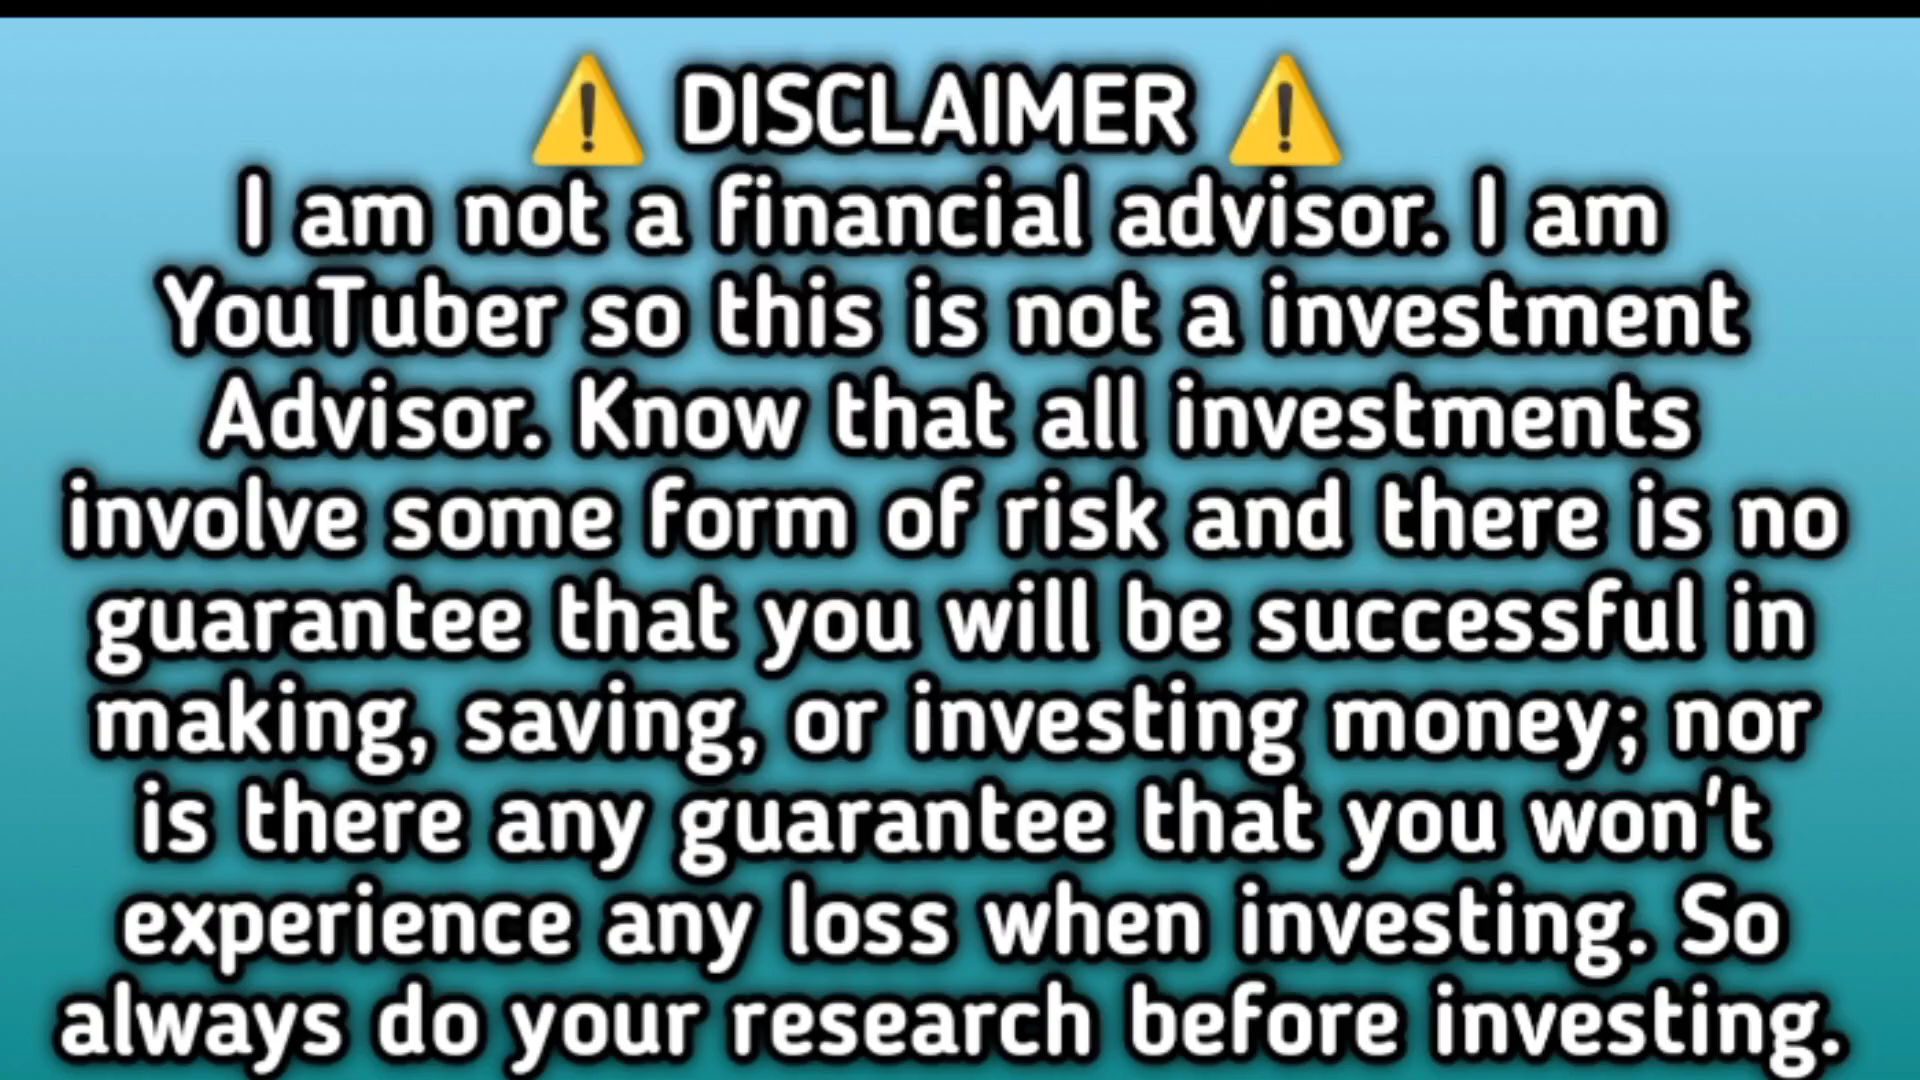 ⚠️ DISCLAIMER ⚠️
I am not a financial advisor. I am
YouTuber so this is not a investment
Advisor. Know that all investments
involve some form of risk and there is no
guarantee that you will be successful in
making, saving, or investing money; nor
is there any guarantee that you won't
experience any loss when investing. So
always do your research before investing.